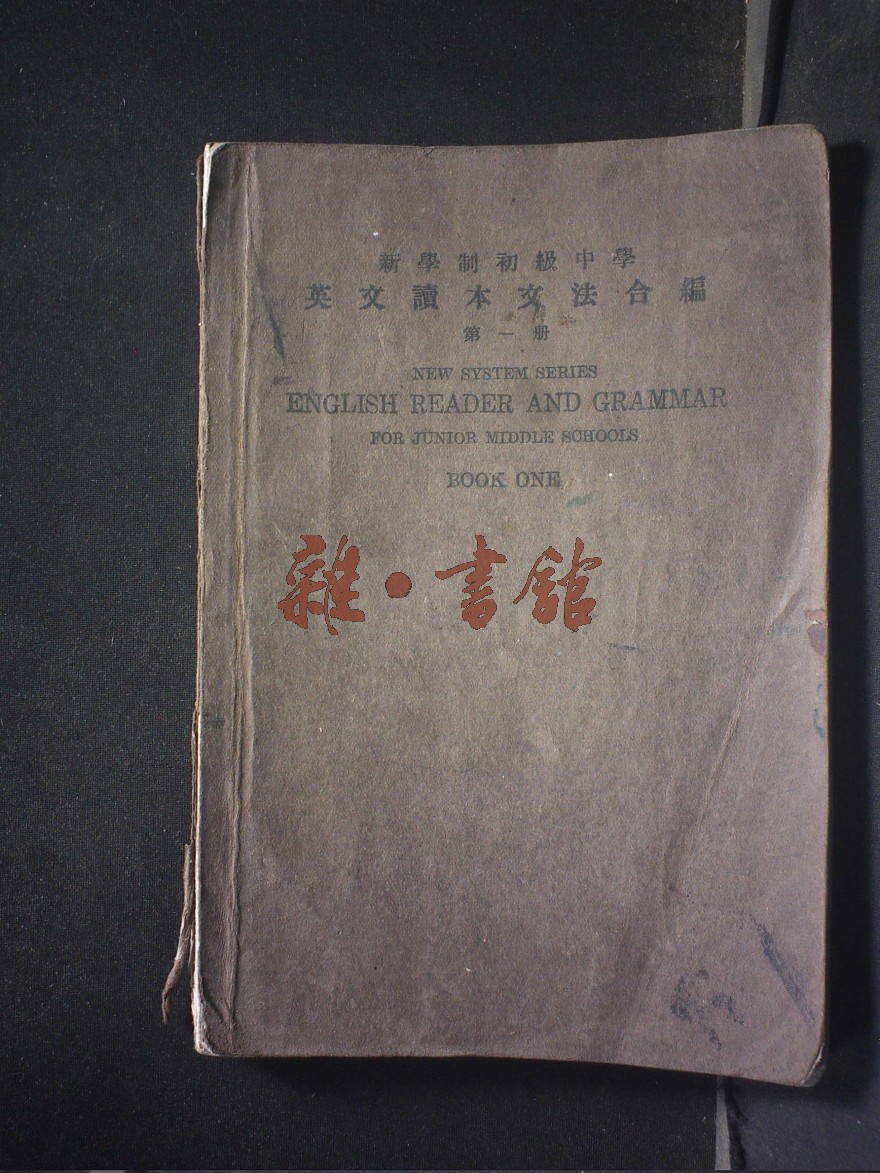 新學制初級中學
英文讀本文法合編
第一册
NEW SYSTEM SERIES
ENGLISH READER AND GRAMMAR
FOR JUNIOR MIDDLE SCHOOLS
BOOK ONE
雜·書館